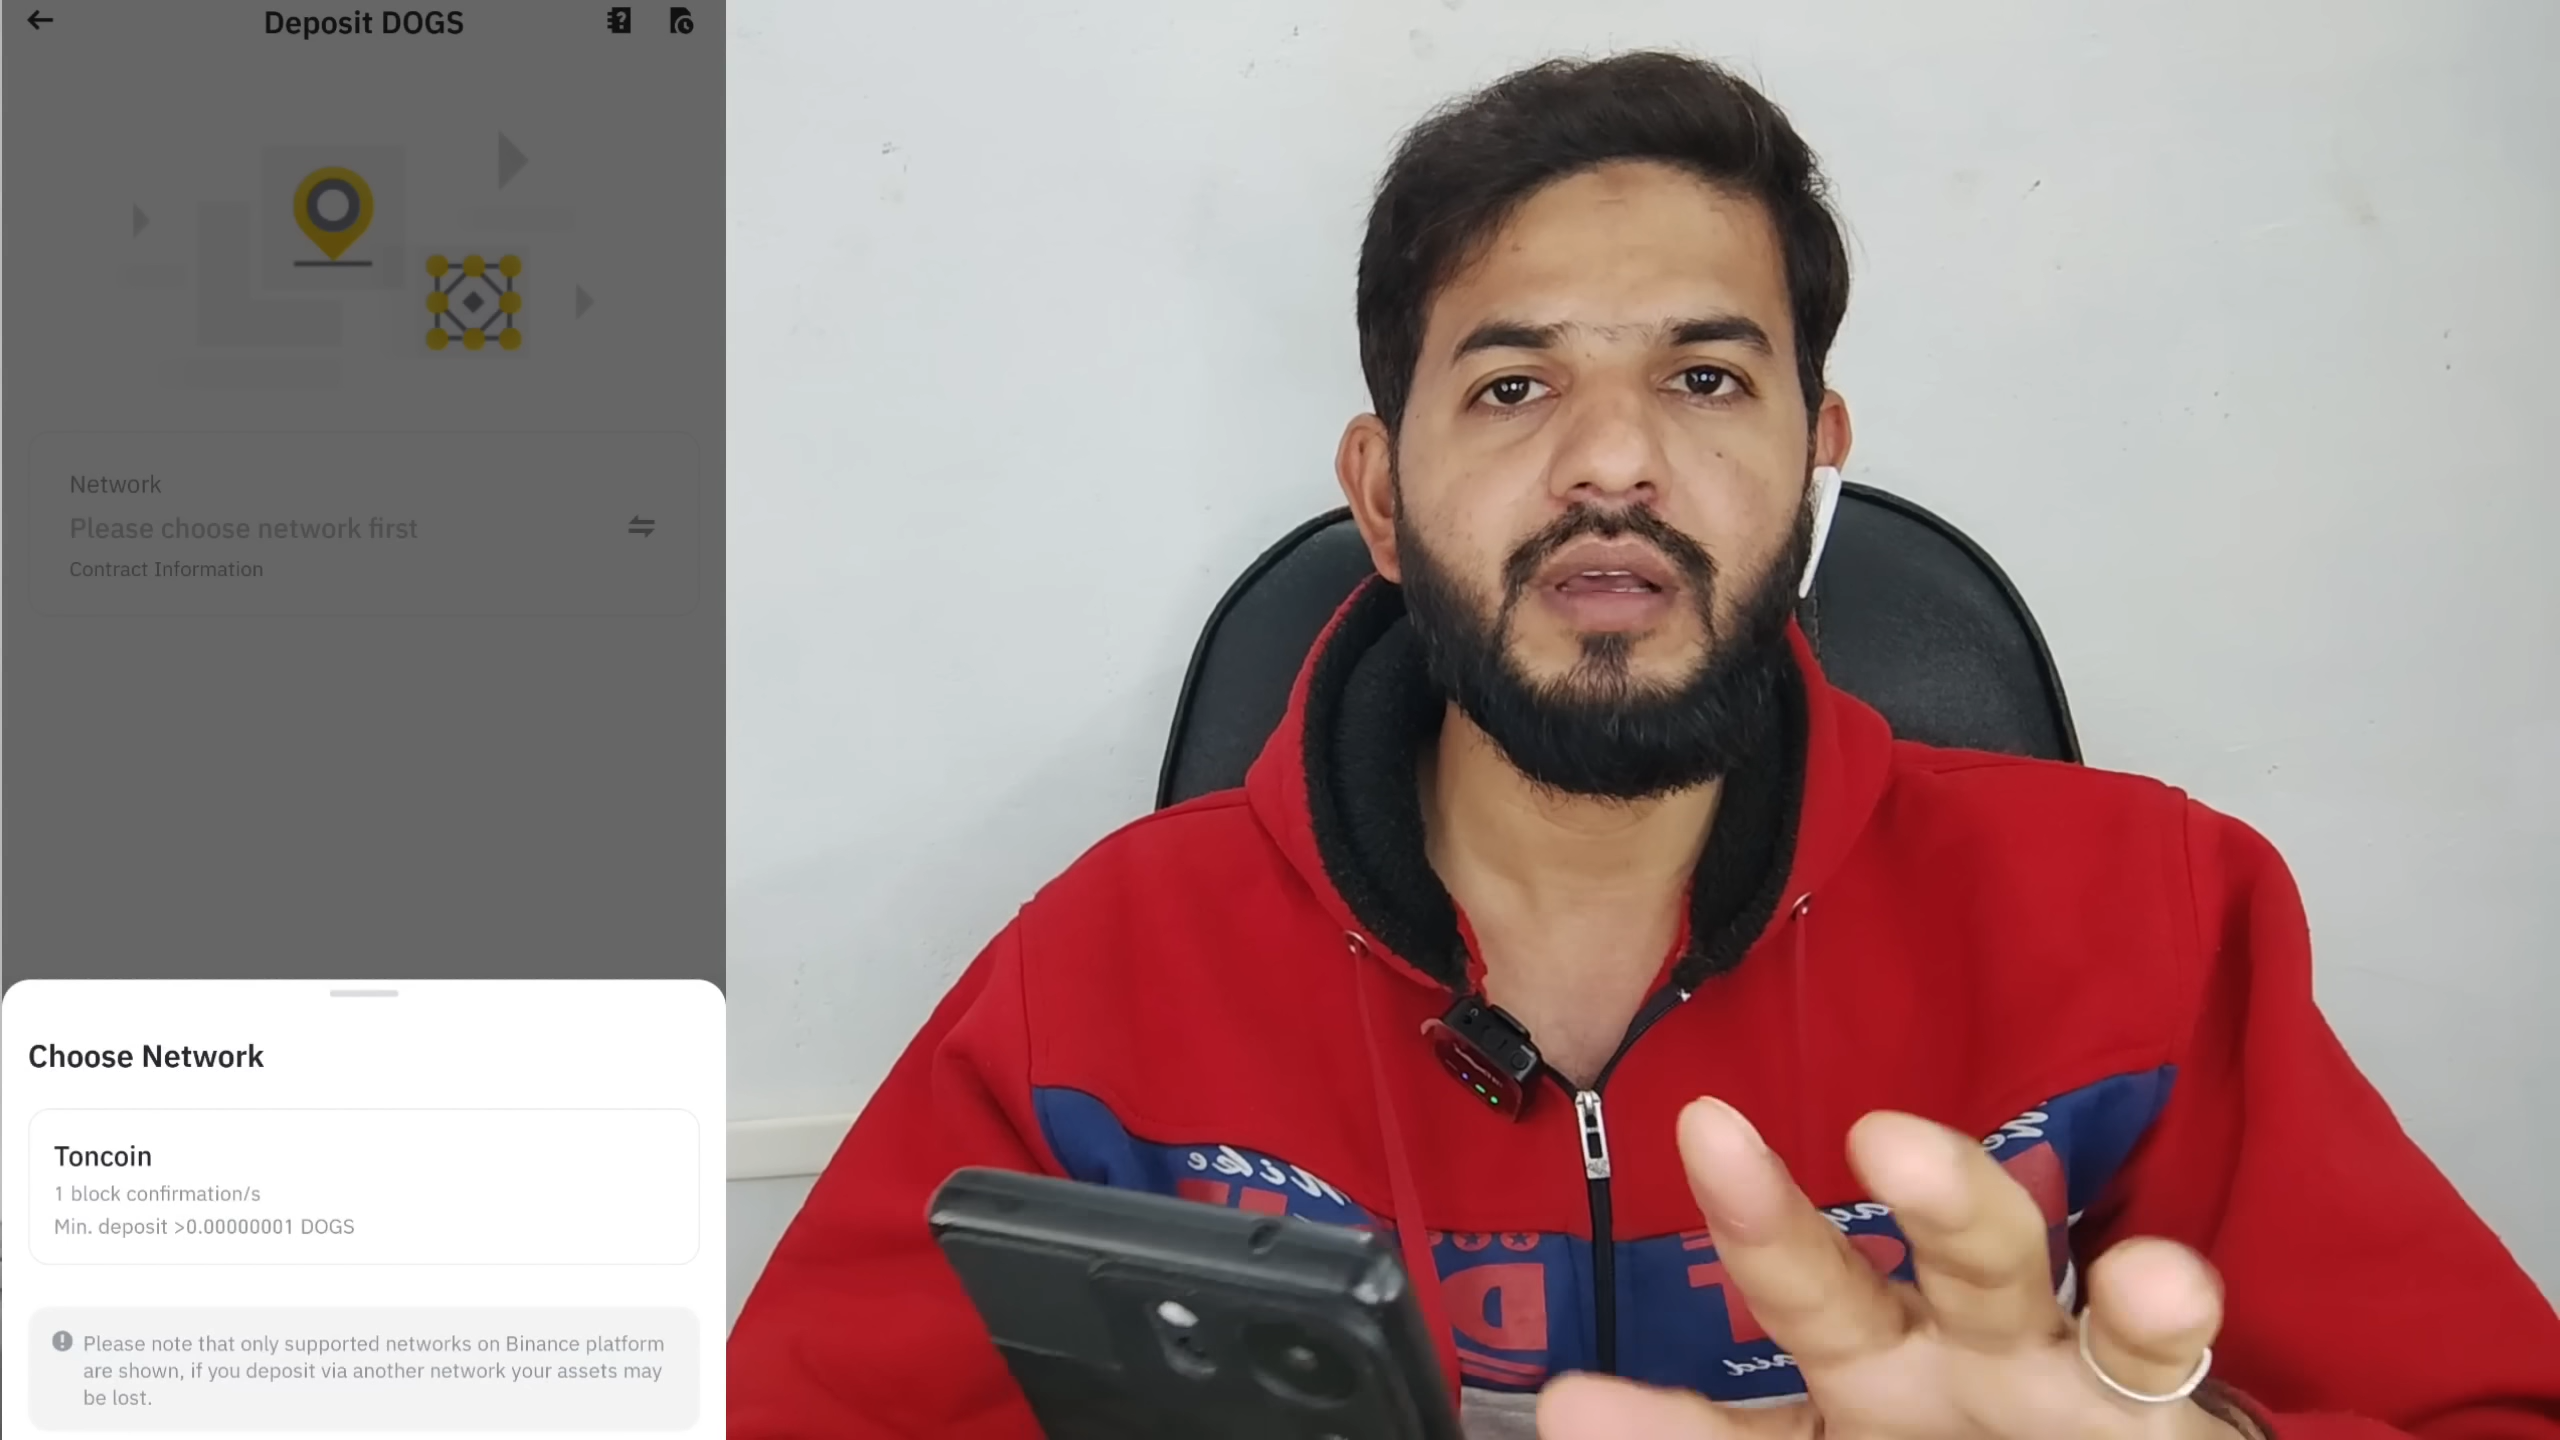 Deposit DOGS
Network
Please choose network first
Contract Information
Choose Network
Toncoin
1 block confirmation/s
Min. deposit >0.00000001 DOGS
Please note that only supported networks on Binance platform
are shown, if you deposit via another network your assets may
be lost.